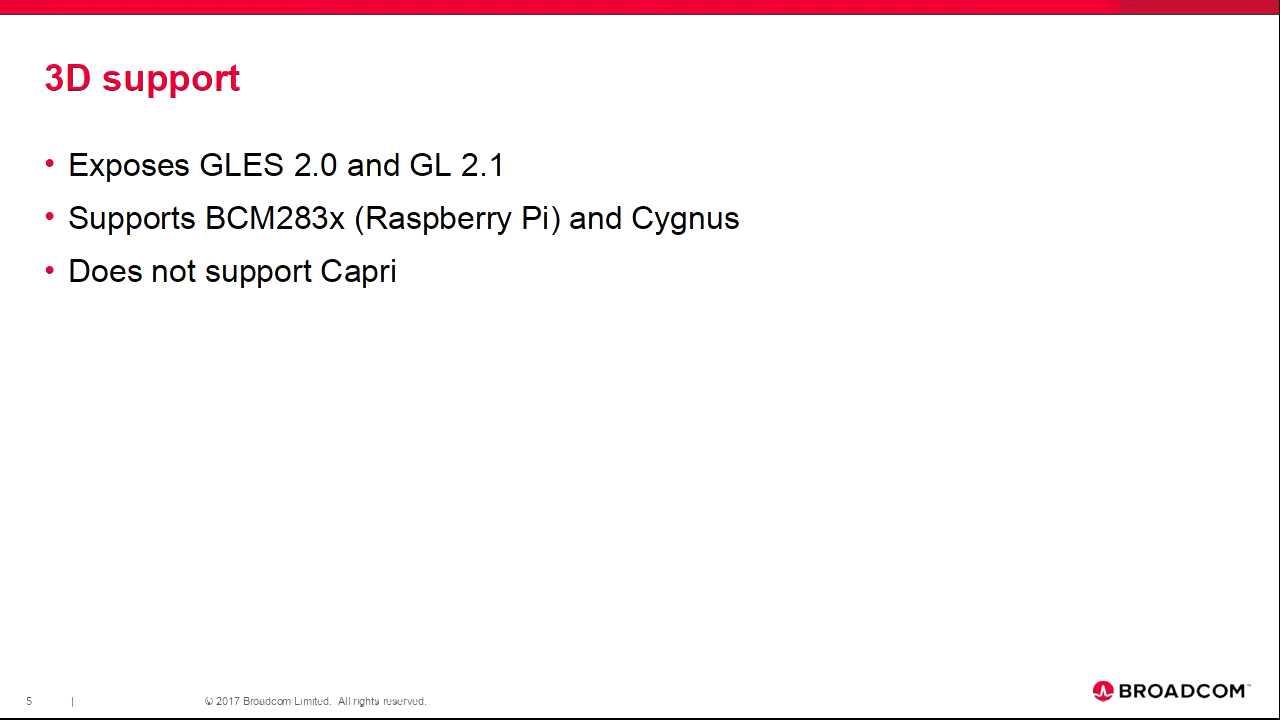 3D support
• Exposes GLES 2.0 and GL 2.1
• Supports BCM283x (Raspberry Pi) and Cygnus
• Does not support Capri
5 | © 2017 Broadcom Limited. All rights reserved.
BROADCOM™